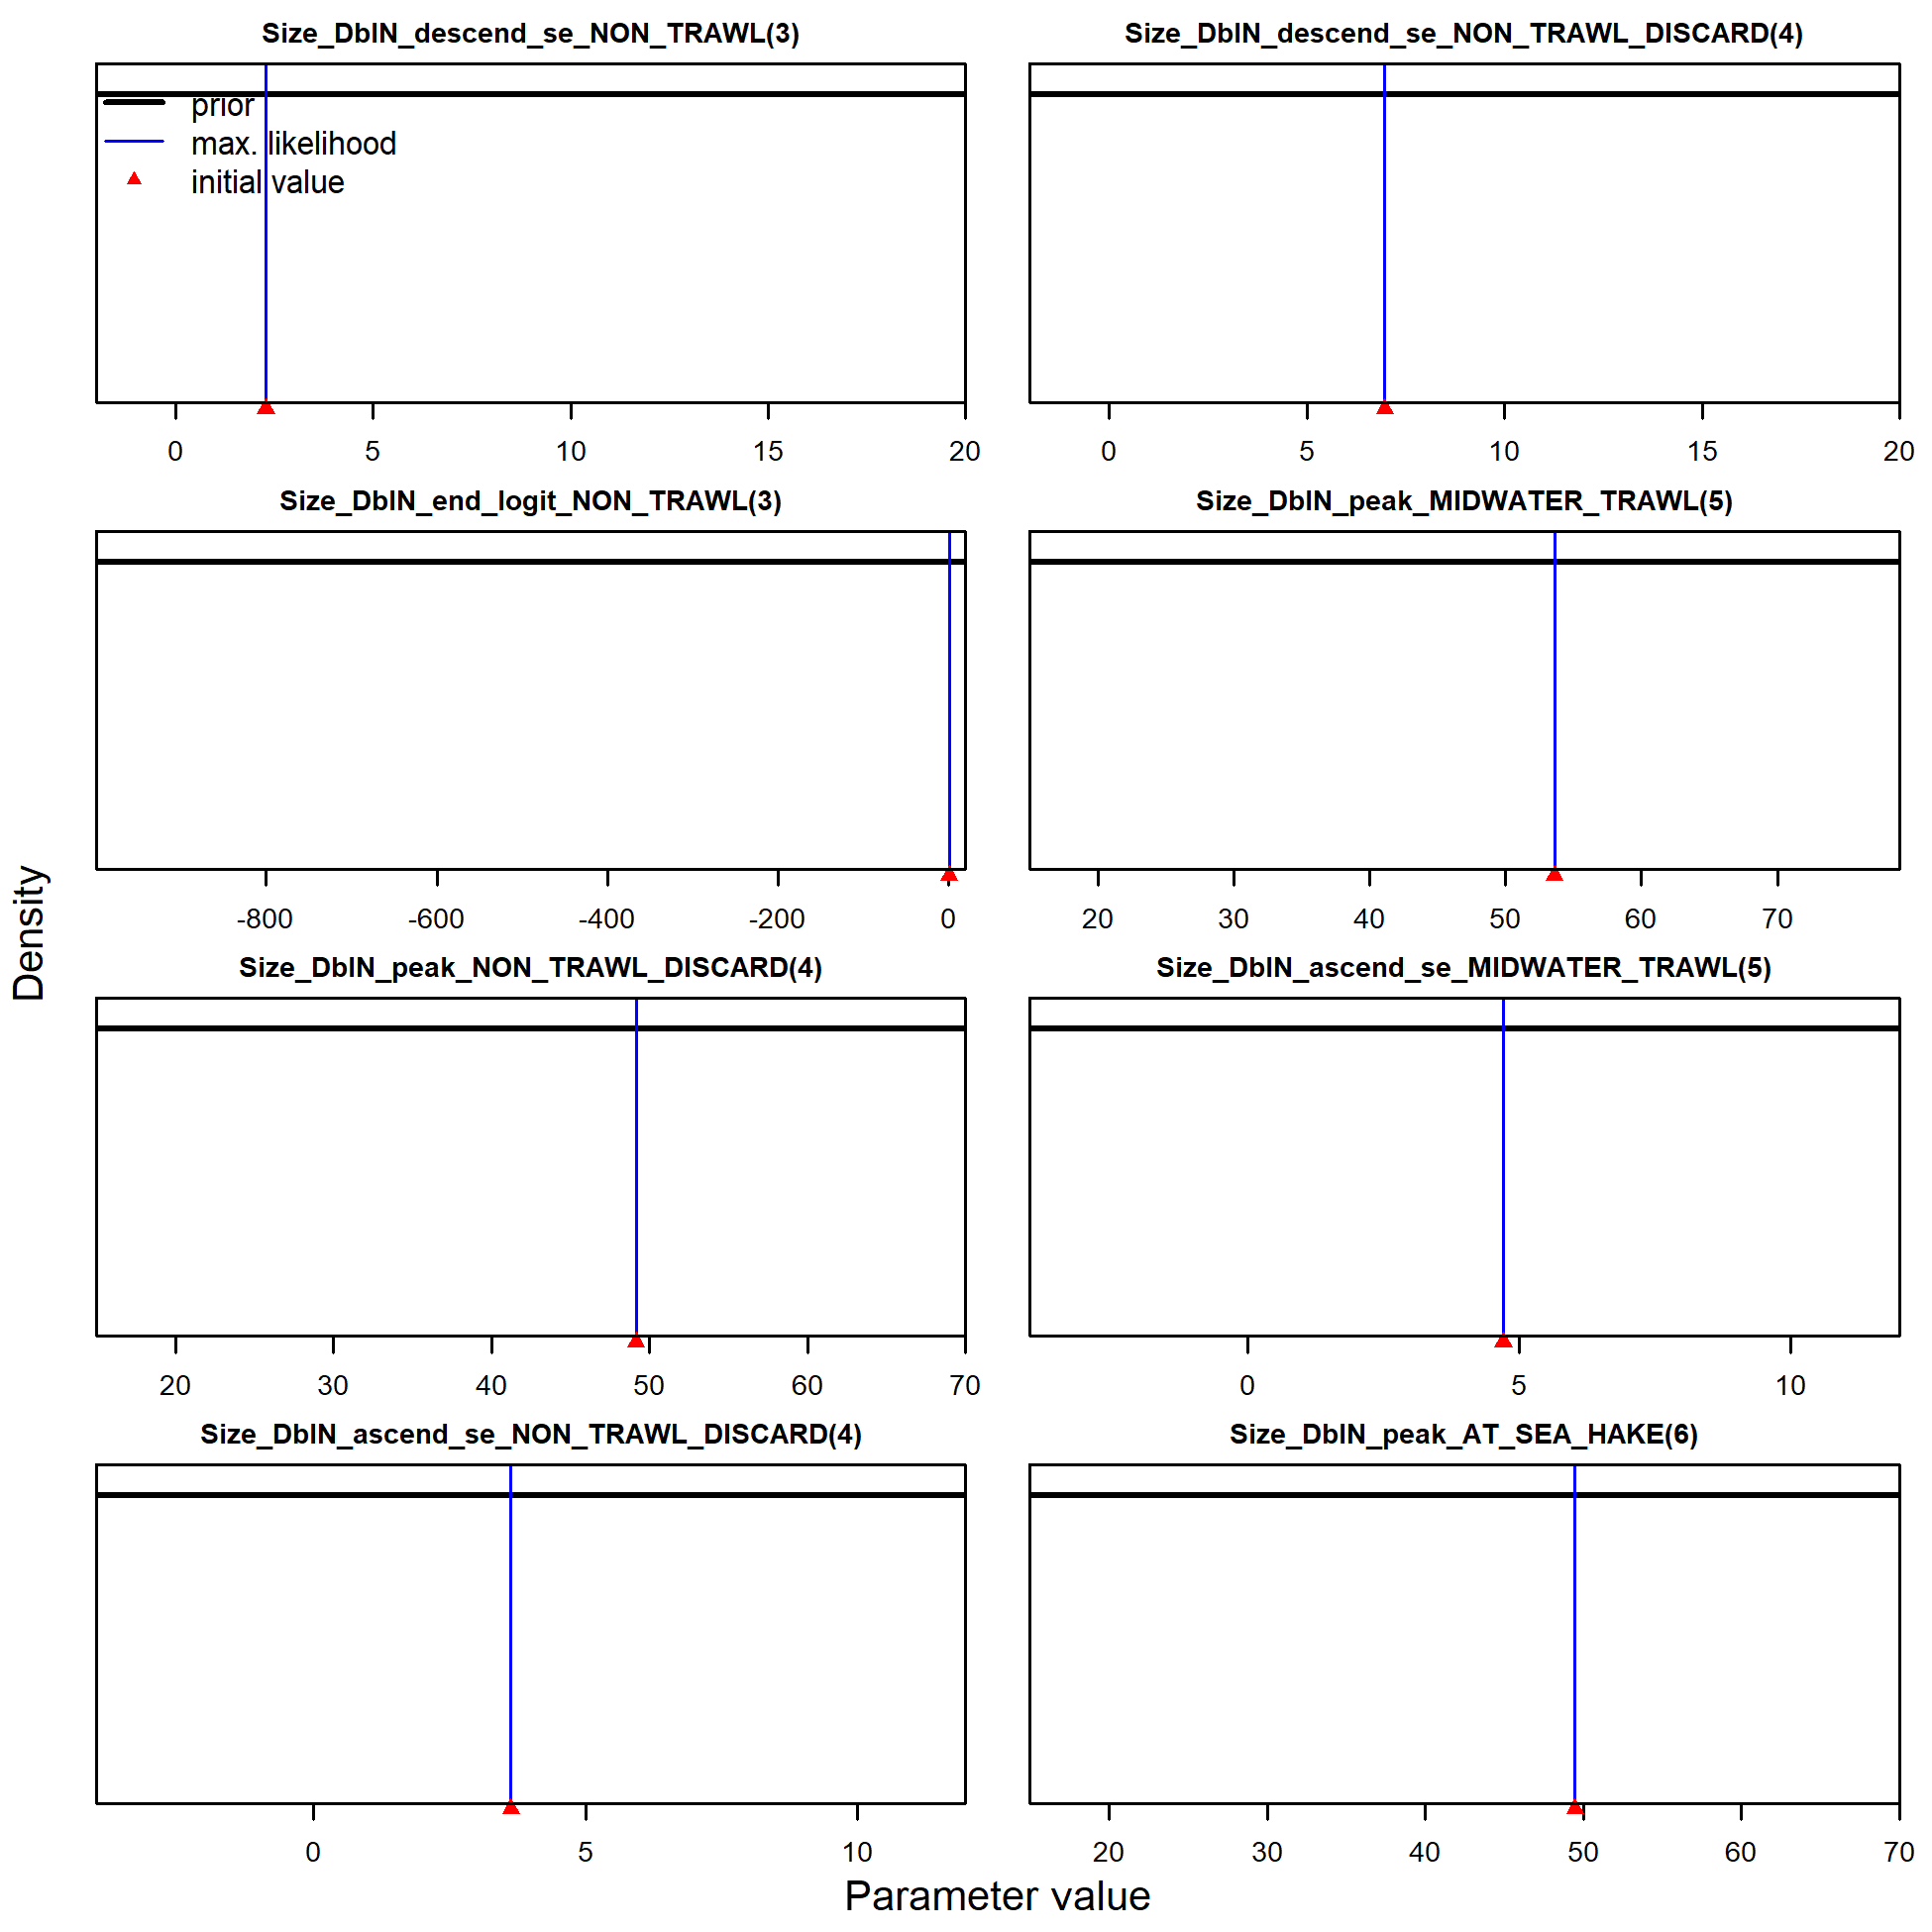 Size_DblN_descend_se_NON_TRAWL(3)
prior
max. likelihood
initial value
0 5 10 15 20
Size_DblN_descend_se_NON_TRAWL_DISCARD(4)
0 5 10 15 20
Size_DblN_end_logit_NON_TRAWL(3)
-800 -600 -400 -200 0
Size_DblN_peak_MIDWATER_TRAWL(5)
20 30 40 50 60 70
Size_DblN_peak_NON_TRAWL_DISCARD(4)
20 30 40 50 60 70
Size_DblN_ascend_se_MIDWATER_TRAWL(5)
0 5 10
Size_DblN_ascend_se_NON_TRAWL_DISCARD(4)
0 5 10
Size_DblN_peak_AT_SEA_HAKE(6)
20 30 40 50 60 70
Density
Parameter value